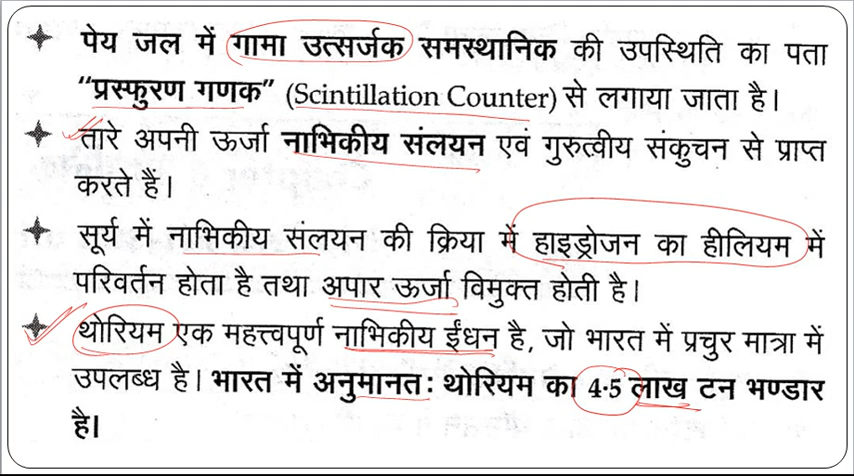 पेय जल में गामा उत्सर्जक समस्थानिक की उपस्थिति का पता
“प्रस्फुरण गणक” (Scintillation Counter) से लगाया जाता है।
तारे अपनी ऊर्जा नाभिकीय संलयन एवं गुरुत्वीय संकुचन से प्राप्त
करते हैं।
सूर्य में नाभिकीय संलयन की क्रिया में हाइड्रोजन का हीलियम में
परिवर्तन होता है तथा अपार ऊर्जा विमुक्त होती है।
थोरियम एक महत्त्वपूर्ण नाभिकीय ईंधन है, जो भारत में प्रचुर मात्रा में
उपलब्ध है। भारत में अनुमानत: थोरियम का 4·5 लाख टन भण्डार
है।